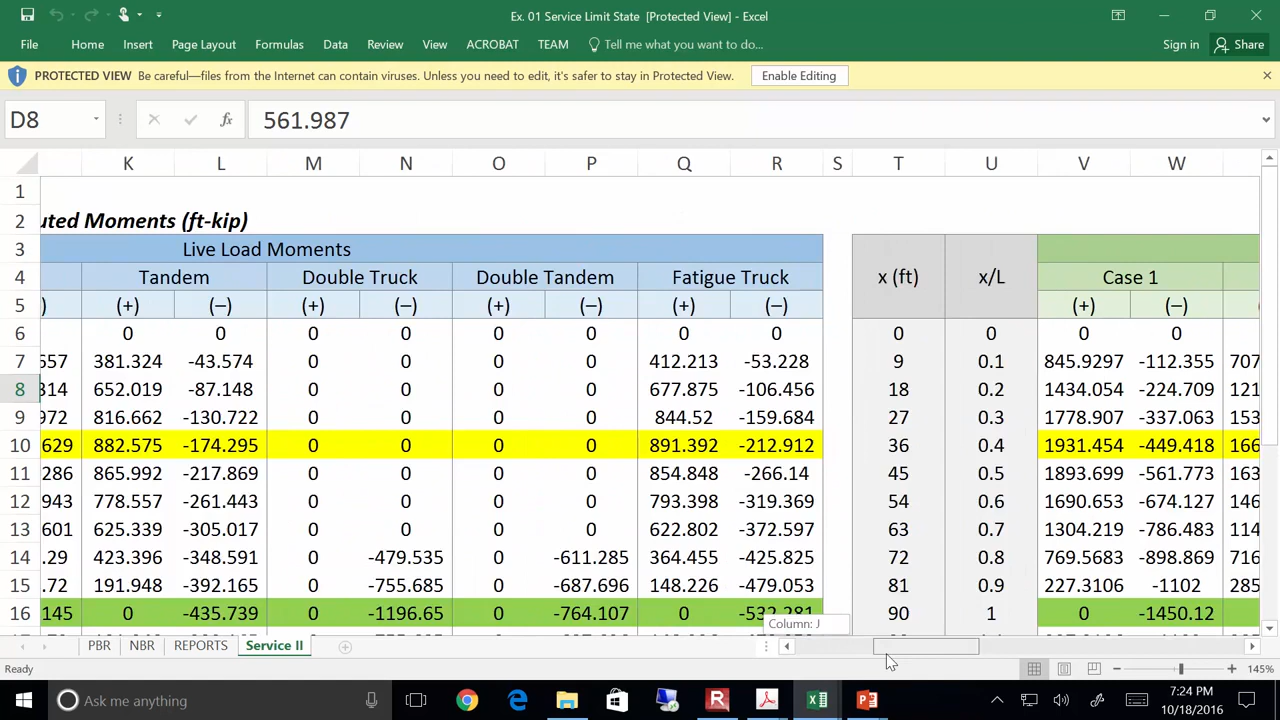 Ex. 01 Service Limit State [Protected View] - Excel
File Home Insert Page Layout Formulas Data Review View ACROBAT TEAM Tell me what you want to do... Sign in Share
PROTECTED VIEW Be careful—files from the Internet can contain viruses. Unless you need to edit, it's safer to stay in Protected View. Enable Editing
D8 fx 561.987
K L M N O P Q R S T U V W
1
2 uted Moments (ft-kip)
3 Live Load Moments
4 Tandem Double Truck Double Tandem Fatigue Truck x (ft) x/L Case 1
5 ) (+) (–) (+) (–) (+) (–) (+) (–) (+) (–)
6 0 0 0 0 0 0 0 0 0 0 0 0
7 657 381.324 -43.574 0 0 0 0 412.213 -53.228 9 0.1 845.9297 -112.355 707
8 314 652.019 -87.148 0 0 0 0 677.875 -106.456 18 0.2 1434.054 -224.709 121
9 972 816.662 -130.722 0 0 0 0 844.52 -159.684 27 0.3 1778.907 -337.063 153
10 629 882.575 -174.295 0 0 0 0 891.392 -212.912 36 0.4 1931.454 -449.418 166
11 286 865.992 -217.869 0 0 0 0 854.848 -266.14 45 0.5 1893.699 -561.773 163
12 943 778.557 -261.443 0 0 0 0 793.398 -319.369 54 0.6 1690.653 -674.127 146
13 601 625.339 -305.017 0 0 0 0 622.802 -372.597 63 0.7 1304.219 -786.483 114
14 .29 423.396 -348.591 0 -479.535 0 -611.285 364.455 -425.825 72 0.8 769.5683 -898.869 716
15 .72 191.948 -392.165 0 -755.685 0 -687.696 148.226 -479.053 81 0.9 227.3106 -1102 285
16 145 0 -435.739 0 -1196.65 0 -764.107 0 -532.281 90 1 0 -1450.12
Column: J
PBR NBR REPORTS Service II
Ready 145%
Ask me anything 7:24 PM
10/18/2016